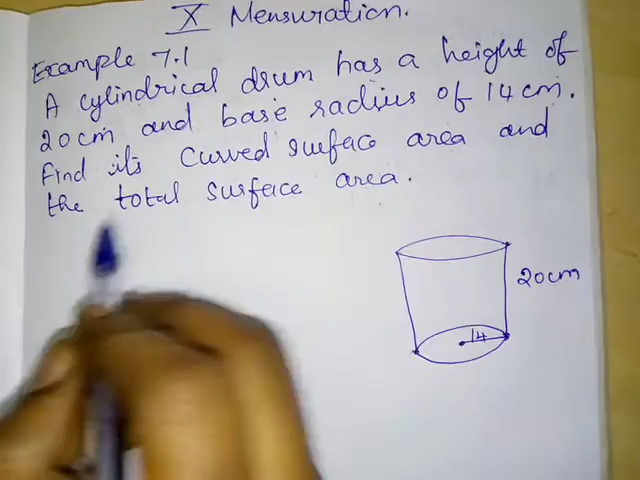 X Mensuration.
Example 7.1
A cylindrical drum has a height of
20cm and base radius of 14cm.
Find its curved surface area and
the total surface area.
20cm
14